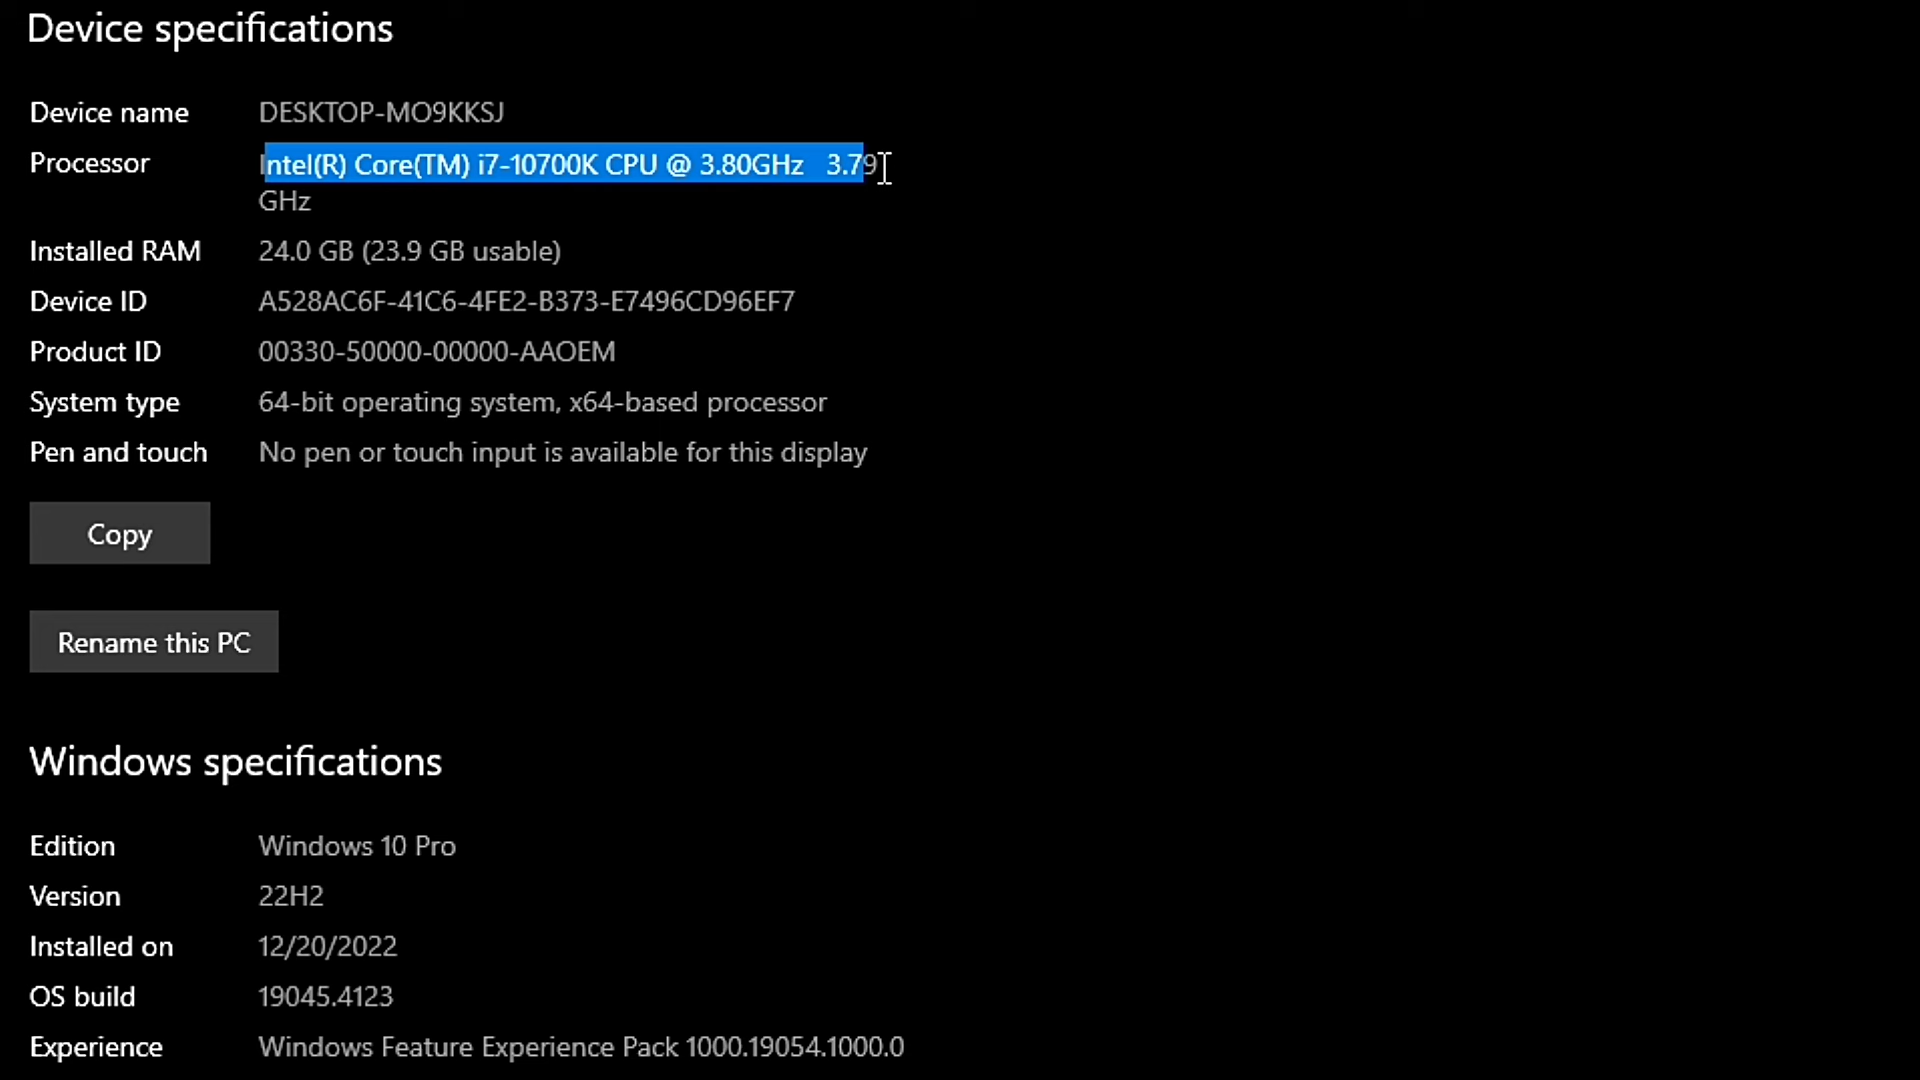 Device specifications
Device name DESKTOP-MO9KKSJ
Processor Intel(R) Core(TM) i7-10700K CPU @ 3.80GHz 3.79
GHz
Installed RAM 24.0 GB (23.9 GB usable)
Device ID A528AC6F-41C6-4FE2-B373-E7496CD96EF7
Product ID 00330-50000-00000-AAOEM
System type 64-bit operating system, x64-based processor
Pen and touch No pen or touch input is available for this display
Copy
Rename this PC
Windows specifications
Edition Windows 10 Pro
Version 22H2
Installed on 12/20/2022
OS build 19045.4123
Experience Windows Feature Experience Pack 1000.19054.1000.0